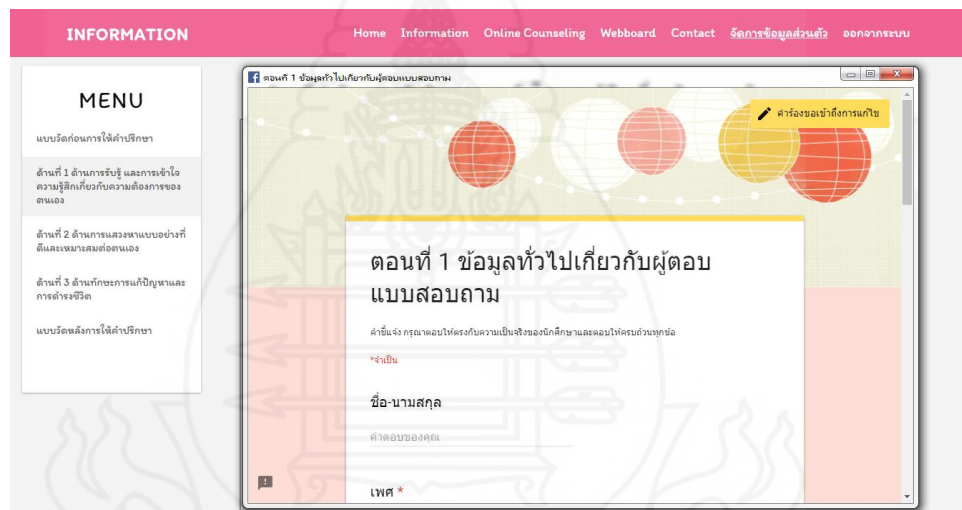 INFORMATION
Home Information Online Counseling Webboard Contact จัดการข้อมูลส่วนตัว ออกจากระบบ
MENU
แบบวัดก่อนการให้คำปรึกษา
ด้านที่ 1 ด้านการรับรู้ และการเข้าใจ
ความรู้สึกเกี่ยวกับความต้องการของ
ตนเอง
ด้านที่ 2 ด้านการแสวงหาแบบอย่างที่
ดีและเหมาะสมต่อตนเอง
ด้านที่ 3 ด้านทักษะการแก้ปัญหาและ
การดำรงชีวิต
แบบวัดหลังการให้คำปรึกษา
ตอนที่ 1 ข้อมูลทั่วไปเกี่ยวกับผู้ตอบแบบสอบถาม
คำร้องขอเข้าถึงการแก้ไข
ตอนที่ 1 ข้อมูลทั่วไปเกี่ยวกับผู้ตอบ
แบบสอบถาม
คำชี้แจง กรุณาตอบให้ตรงกับความเป็นจริงของนักศึกษาและตอบให้ครบถ้วนทุกข้อ
*จำเป็น
ชื่อ-นามสกุล
คำตอบของคุณ
เพศ *